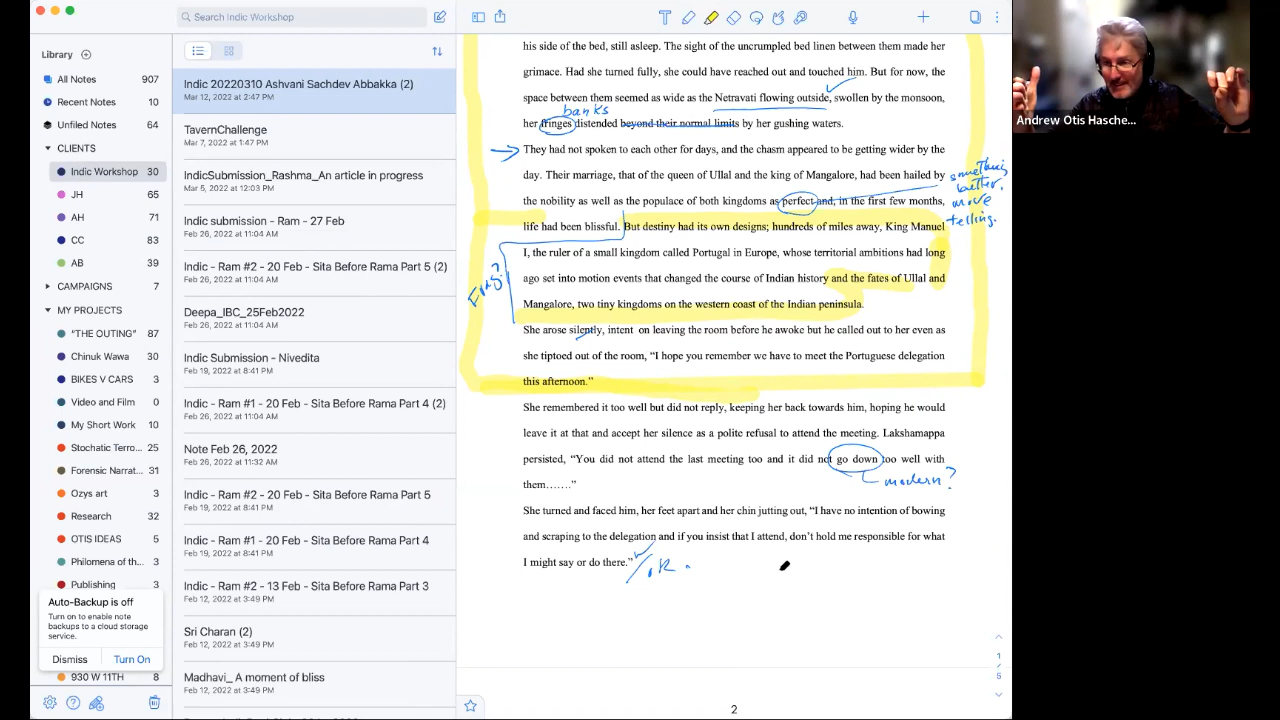 Search Indic Workshop
Library
All Notes 907
Recent Notes 10
Unfiled Notes 64
CLIENTS
Indic Workshop 30
JH 65
AH 71
CC 83
AB 39
CAMPAIGNS 7
MY PROJECTS
“THE OUTING” 87
Chinuk Wawa 30
BIKES V CARS 3
Video and Film 0
My Short Work 10
Stochatic Terro... 25
Forensic Narrat... 31
Ozys art 3
Research 32
OTIS IDEAS 5
Philomena of th... 8
Publishing 3
Auto-Backup is off
Turn on to enable note
backups to a cloud storage
service.
Dismiss Turn On
930 W 11TH 8
Indic 20220310 Ashvani Sachdev Abbakka (2)
Mar 12, 2022 at 2:47 PM
TavernChallenge
Mar 7, 2022 at 1:47 PM
Mar 5, 2022 at 12:03 PM
Indic submission - Ram - 27 Feb
Mar 4, 2022 at 9:21 PM
Indic - Ram #2 - 20 Feb - Sita Before Rama Part 5 (2)
Feb 26, 2022 at 11:04 AM
Deepa_IBC_25Feb2022
Feb 26, 2022 at 11:04 AM
Indic Submission - Nivedita
Feb 19, 2022 at 8:41 PM
Indic - Ram #1 - 20 Feb - Sita Before Rama Part 4 (2)
Feb 26, 2022 at 11:04 AM
Note Feb 26, 2022
Feb 26, 2022 at 11:32 AM
Indic - Ram #2 - 20 Feb - Sita Before Rama Part 5
Feb 19, 2022 at 8:41 PM
Indic - Ram #1 - 20 Feb - Sita Before Rama Part 4
Feb 19, 2022 at 8:41 PM
Indic - Ram #2 - 13 Feb - Sita Before Rama Part 3
Feb 12, 2022 at 3:49 PM
Sri Charan (2)
Feb 12, 2022 at 3:49 PM
Madhavi_ A moment of bliss
Feb 12, 2022 at 3:49 PM
his side of the bed, still asleep. The sight of the uncrumpled bed linen between them made her
grimace. Had she turned fully, she could have reached out and touched him. But for now, the
space between them seemed as wide as the Netravati flowing outside, swollen by the monsoon,
banks
her fringes distended beyond their normal limits by her gushing waters.
They had not spoken to each other for days, and the chasm appeared to be getting wider by the
day. Their marriage, that of the queen of Ullal and the king of Mangalore, had been hailed by
the nobility as well as the populace of both kingdoms as perfect and, in the first few months,
something
better.
more
telling.
life had been blissful. But destiny had its own designs; hundreds of miles away, King Manuel
I, the ruler of a small kingdom called Portugal in Europe, whose territorial ambitions had long
ago set into motion events that changed the course of Indian history and the fates of Ullal and
Mangalore, two tiny kingdoms on the western coast of the Indian peninsula.
She arose silently, intent on leaving the room before he awoke but he called out to her even as
she tiptoed out of the room, “I hope you remember we have to meet the Portuguese delegation
this afternoon.”
She remembered it too well but did not reply, keeping her back towards him, hoping he would
leave it at that and accept her silence as a polite refusal to attend the meeting. Lakshamappa
persisted, “You did not attend the last meeting too and it did not go down too well with
modern?
them…….”
She turned and faced him, her feet apart and her chin jutting out, “I have no intention of bowing
and scraping to the delegation and if you insist that I attend, don’t hold me responsible for what
I might say or do there.”
OK.
1
/
6
2
Andrew Otis Hasche...